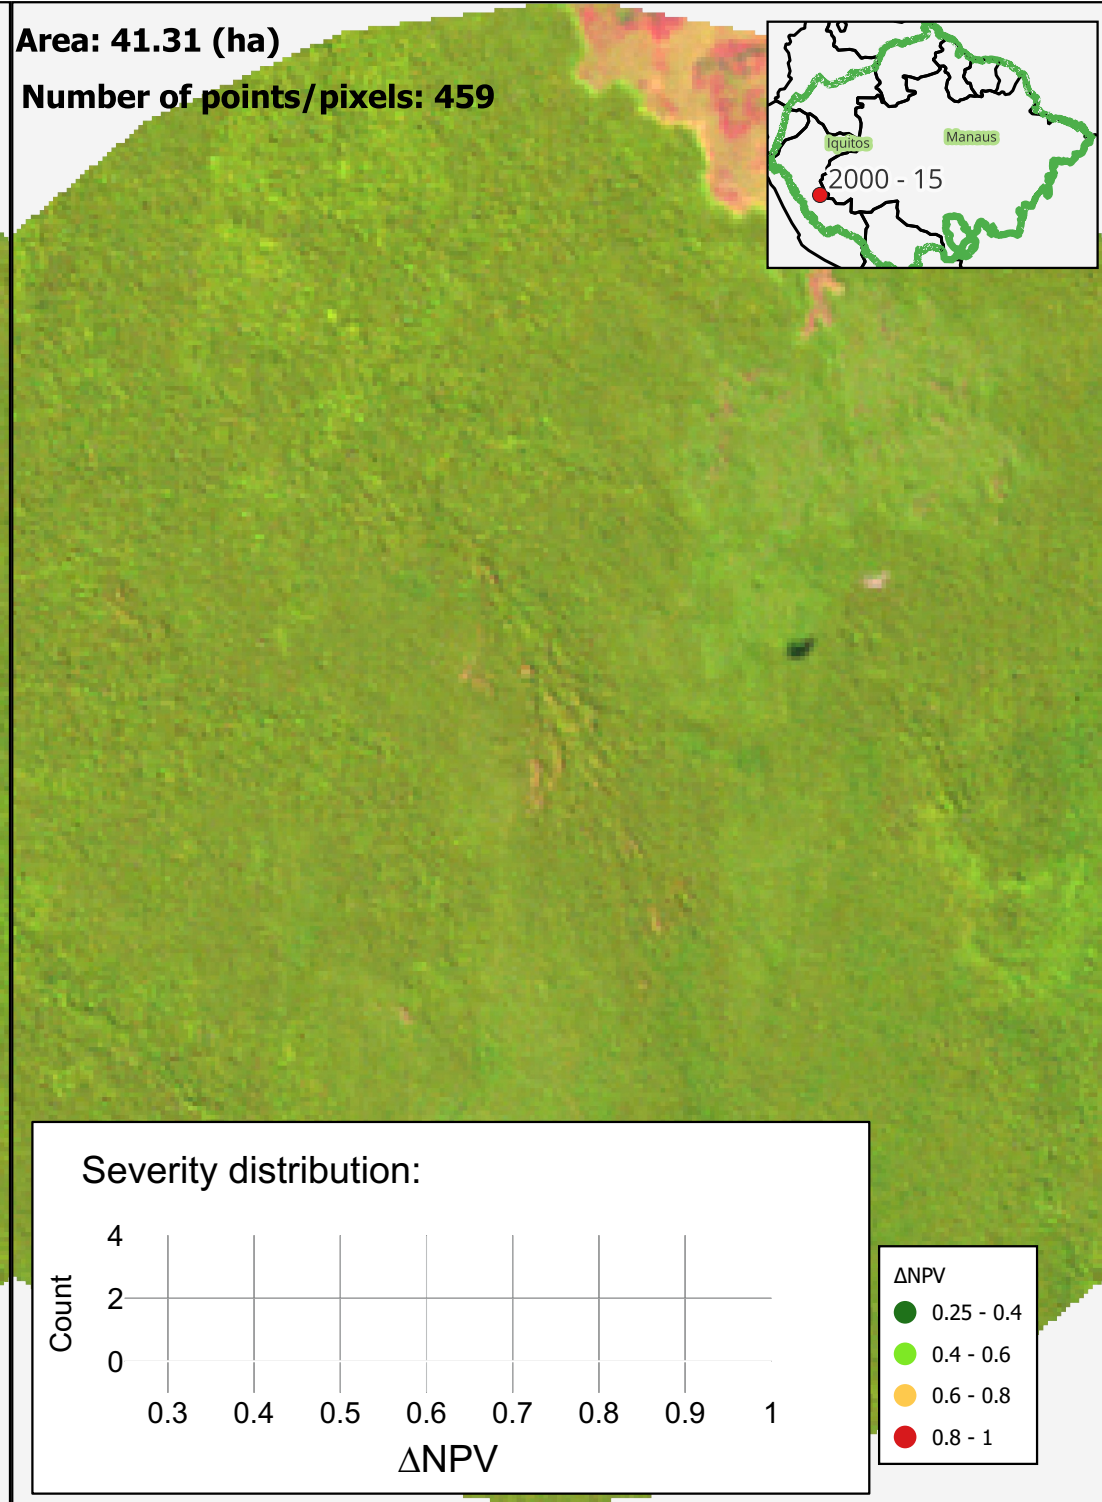 Area: 41.31 (ha)
Number of points/pixels: 459
Iquitos
Manaus
2000 - 15
Severity distribution:
4
2
0
Count
0.3 0.4 0.5 0.6 0.7 0.8 0.9 1
ΔNPV
ΔNPV
0.25 - 0.4
0.4 - 0.6
0.6 - 0.8
0.8 - 1